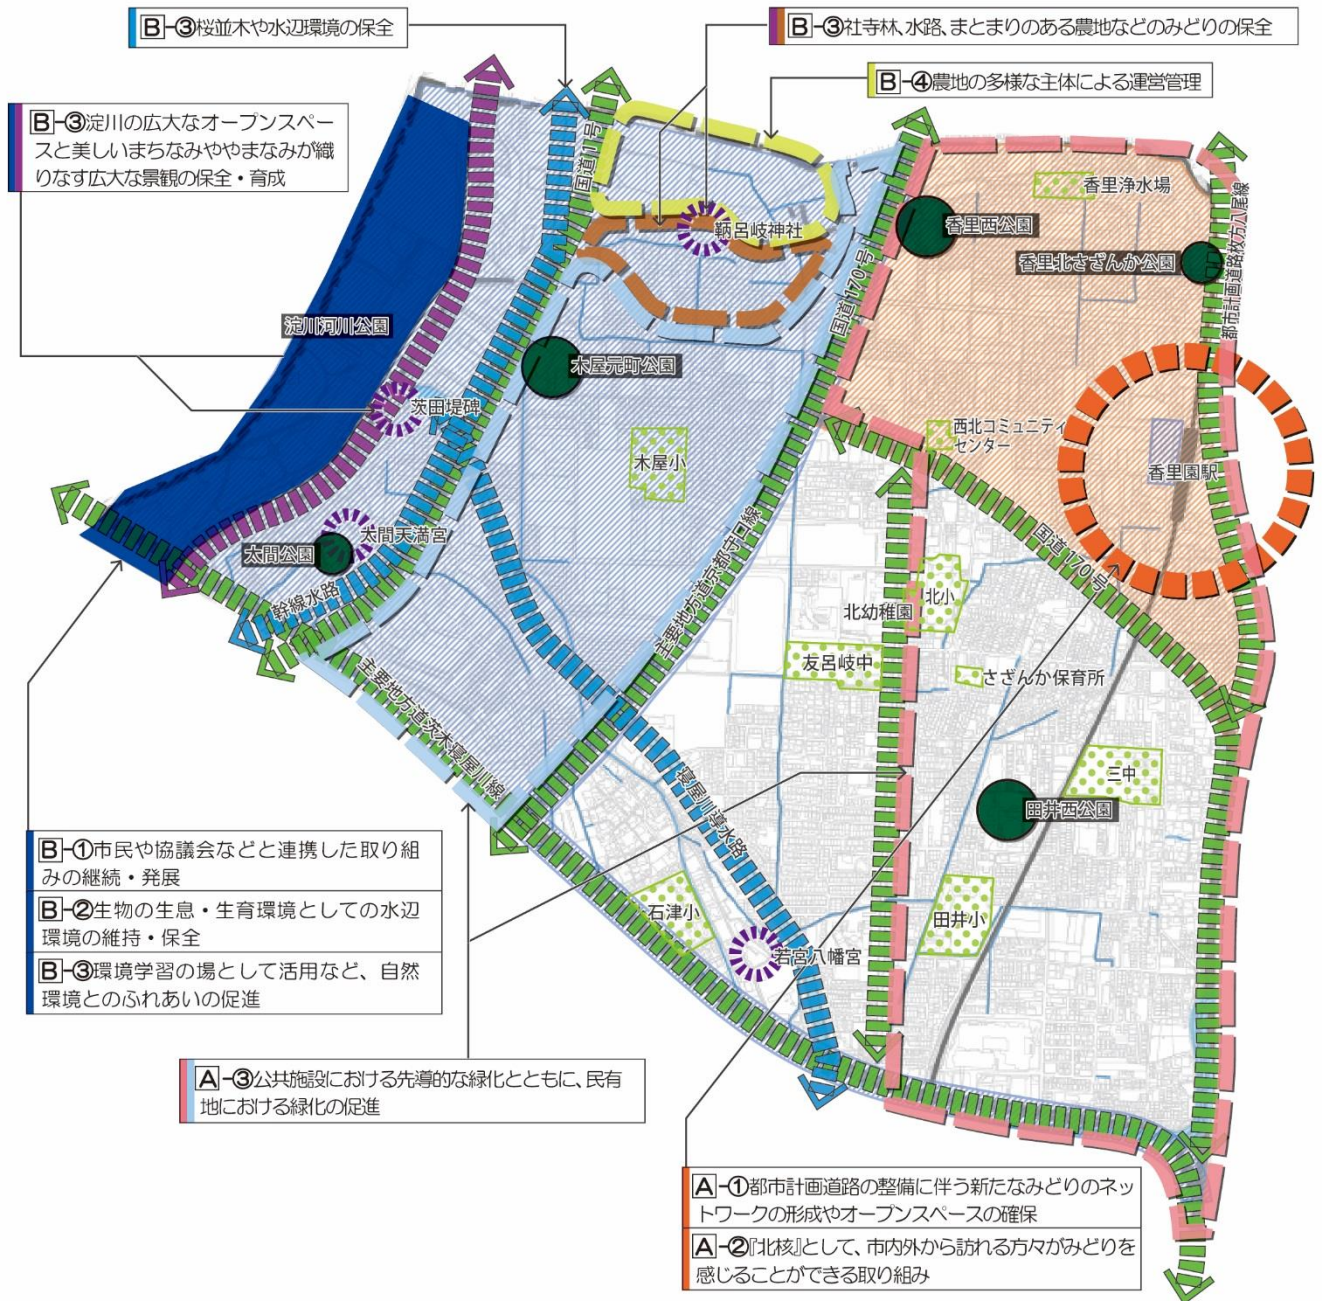 B-③桜並木や水辺環境の保全
B-③社寺林、水路、まとまりのある農地などのみどりの保全
B-④農地の多様な主体による運営管理
B-③淀川の広大なオープンスペー
スと美しいまちなみややまなみが織
りなす広大な景観の保全・育成
国道1号
鞆呂岐神社
香里浄水場
香里西公園
香里北さざんか公園
都市計画道路枚方八尾線
国道170号
淀川河川公園
木屋元町公園
茨田堤碑
木屋小
西北コミュニティ
センター
香里園駅
太間公園
太間天満宮
幹線水路
主要地方道京都守口線
国道170号
北小
北幼稚園
友呂岐中
さざんか保育所
主要地方道茨木寝屋川線
寝屋川導水路
三中
田井西公園
石津小
若宮八幡宮
田井小
B-①市民や協議会などと連携した取り組
みの継続・発展
B-②生物の生息・生育環境としての水辺
環境の維持・保全
B-③環境学習の場として活用など、自然
環境とのふれあいの促進
A-③公共施設における先導的な緑化とともに、民有
地における緑化の促進
A-①都市計画道路の整備に伴う新たなみどりのネッ
トワークの形成やオープンスペースの確保
A-②『北核』として、市内外から訪れる方々がみどりを
感じることができる取り組み